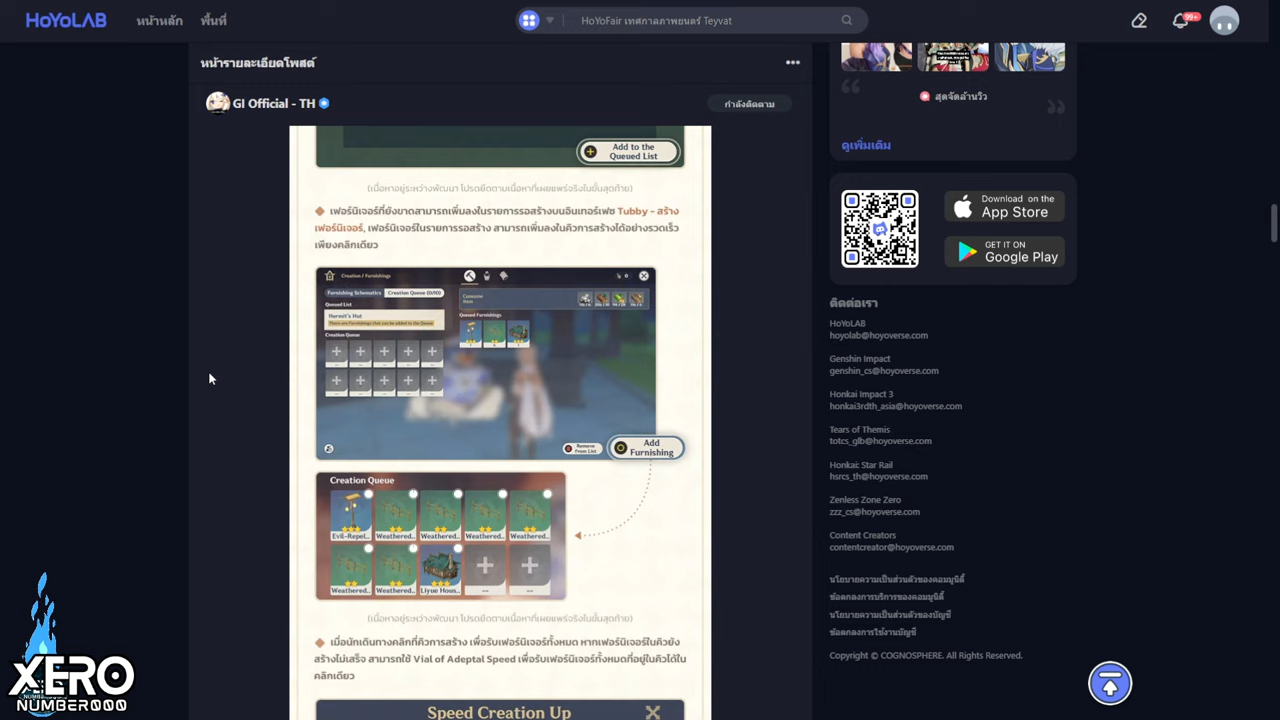 HoYoLAB
หน้าหลัก
พื้นที่
HoYoFair เทศกาลภาพยนตร์ Teyvat
99+
หน้ารายละเอียดโพสต์
GI Official - TH
กำลังติดตาม
Add to the
Queued List
(เนื้อหาอยู่ระหว่างพัฒนา โปรดยึดตามเนื้อหาที่เผยแพร่จริงในขั้นสุดท้าย)
เฟอร์นิเจอร์ที่ยังขาดสามารถเพิ่มลงในรายการรอสร้างบนอินเทอร์เฟซ Tubby - สร้าง
เฟอร์นิเจอร์, เฟอร์นิเจอร์ในรายการรอสร้าง สามารถเพิ่มลงในคิวการสร้างได้อย่างรวดเร็ว
เพียงคลิกเดียว
Creation / Furnishings
0
Furnishing Schematics
Creation Queue (0/10)
Consume
Item
Queued List
Hermit's Hut
There are Furnishings that can be added to the Queue
Queued Furnishings
Creation Queue
Remove
From List
Add
Furnishing
Creation Queue
Evil-Repel...
Weathered...
Weathered...
Weathered...
Weathered...
Weathered...
Weathered...
Liyue Hous...
(เนื้อหาอยู่ระหว่างพัฒนา โปรดยึดตามเนื้อหาที่เผยแพร่จริงในขั้นสุดท้าย)
เมื่อนักเดินทางคลิกที่คิวการสร้าง เพื่อรับเฟอร์นิเจอร์ทั้งหมด หากเฟอร์นิเจอร์ในคิวยัง
สร้างไม่เสร็จ สามารถใช้ Vial of Adeptal Speed เพื่อรับเฟอร์นิเจอร์ทั้งหมดที่อยู่ในคิวได้ใน
คลิกเดียว
Speed Creation Up
สุดจัดล้านวิว
ดูเพิ่มเติม
Download on the
App Store
GET IT ON
Google Play
ติดต่อเรา
HoYoLAB
hoyolab@hoyoverse.com
Genshin Impact
genshin_cs@hoyoverse.com
Honkai Impact 3
honkai3rdth_asia@hoyoverse.com
Tears of Themis
totcs_glb@hoyoverse.com
Honkai: Star Rail
hsrcs_th@hoyoverse.com
Zenless Zone Zero
zzz_cs@hoyoverse.com
Content Creators
contentcreator@hoyoverse.com
นโยบายความเป็นส่วนตัวของคอมมูนิตี้
ข้อตกลงการบริการของคอมมูนิตี้
นโยบายความเป็นส่วนตัวของบัญชี
ข้อตกลงการใช้งานบัญชี
Copyright © COGNOSPHERE. All Rights Reserved.
XERO
NUMBER000